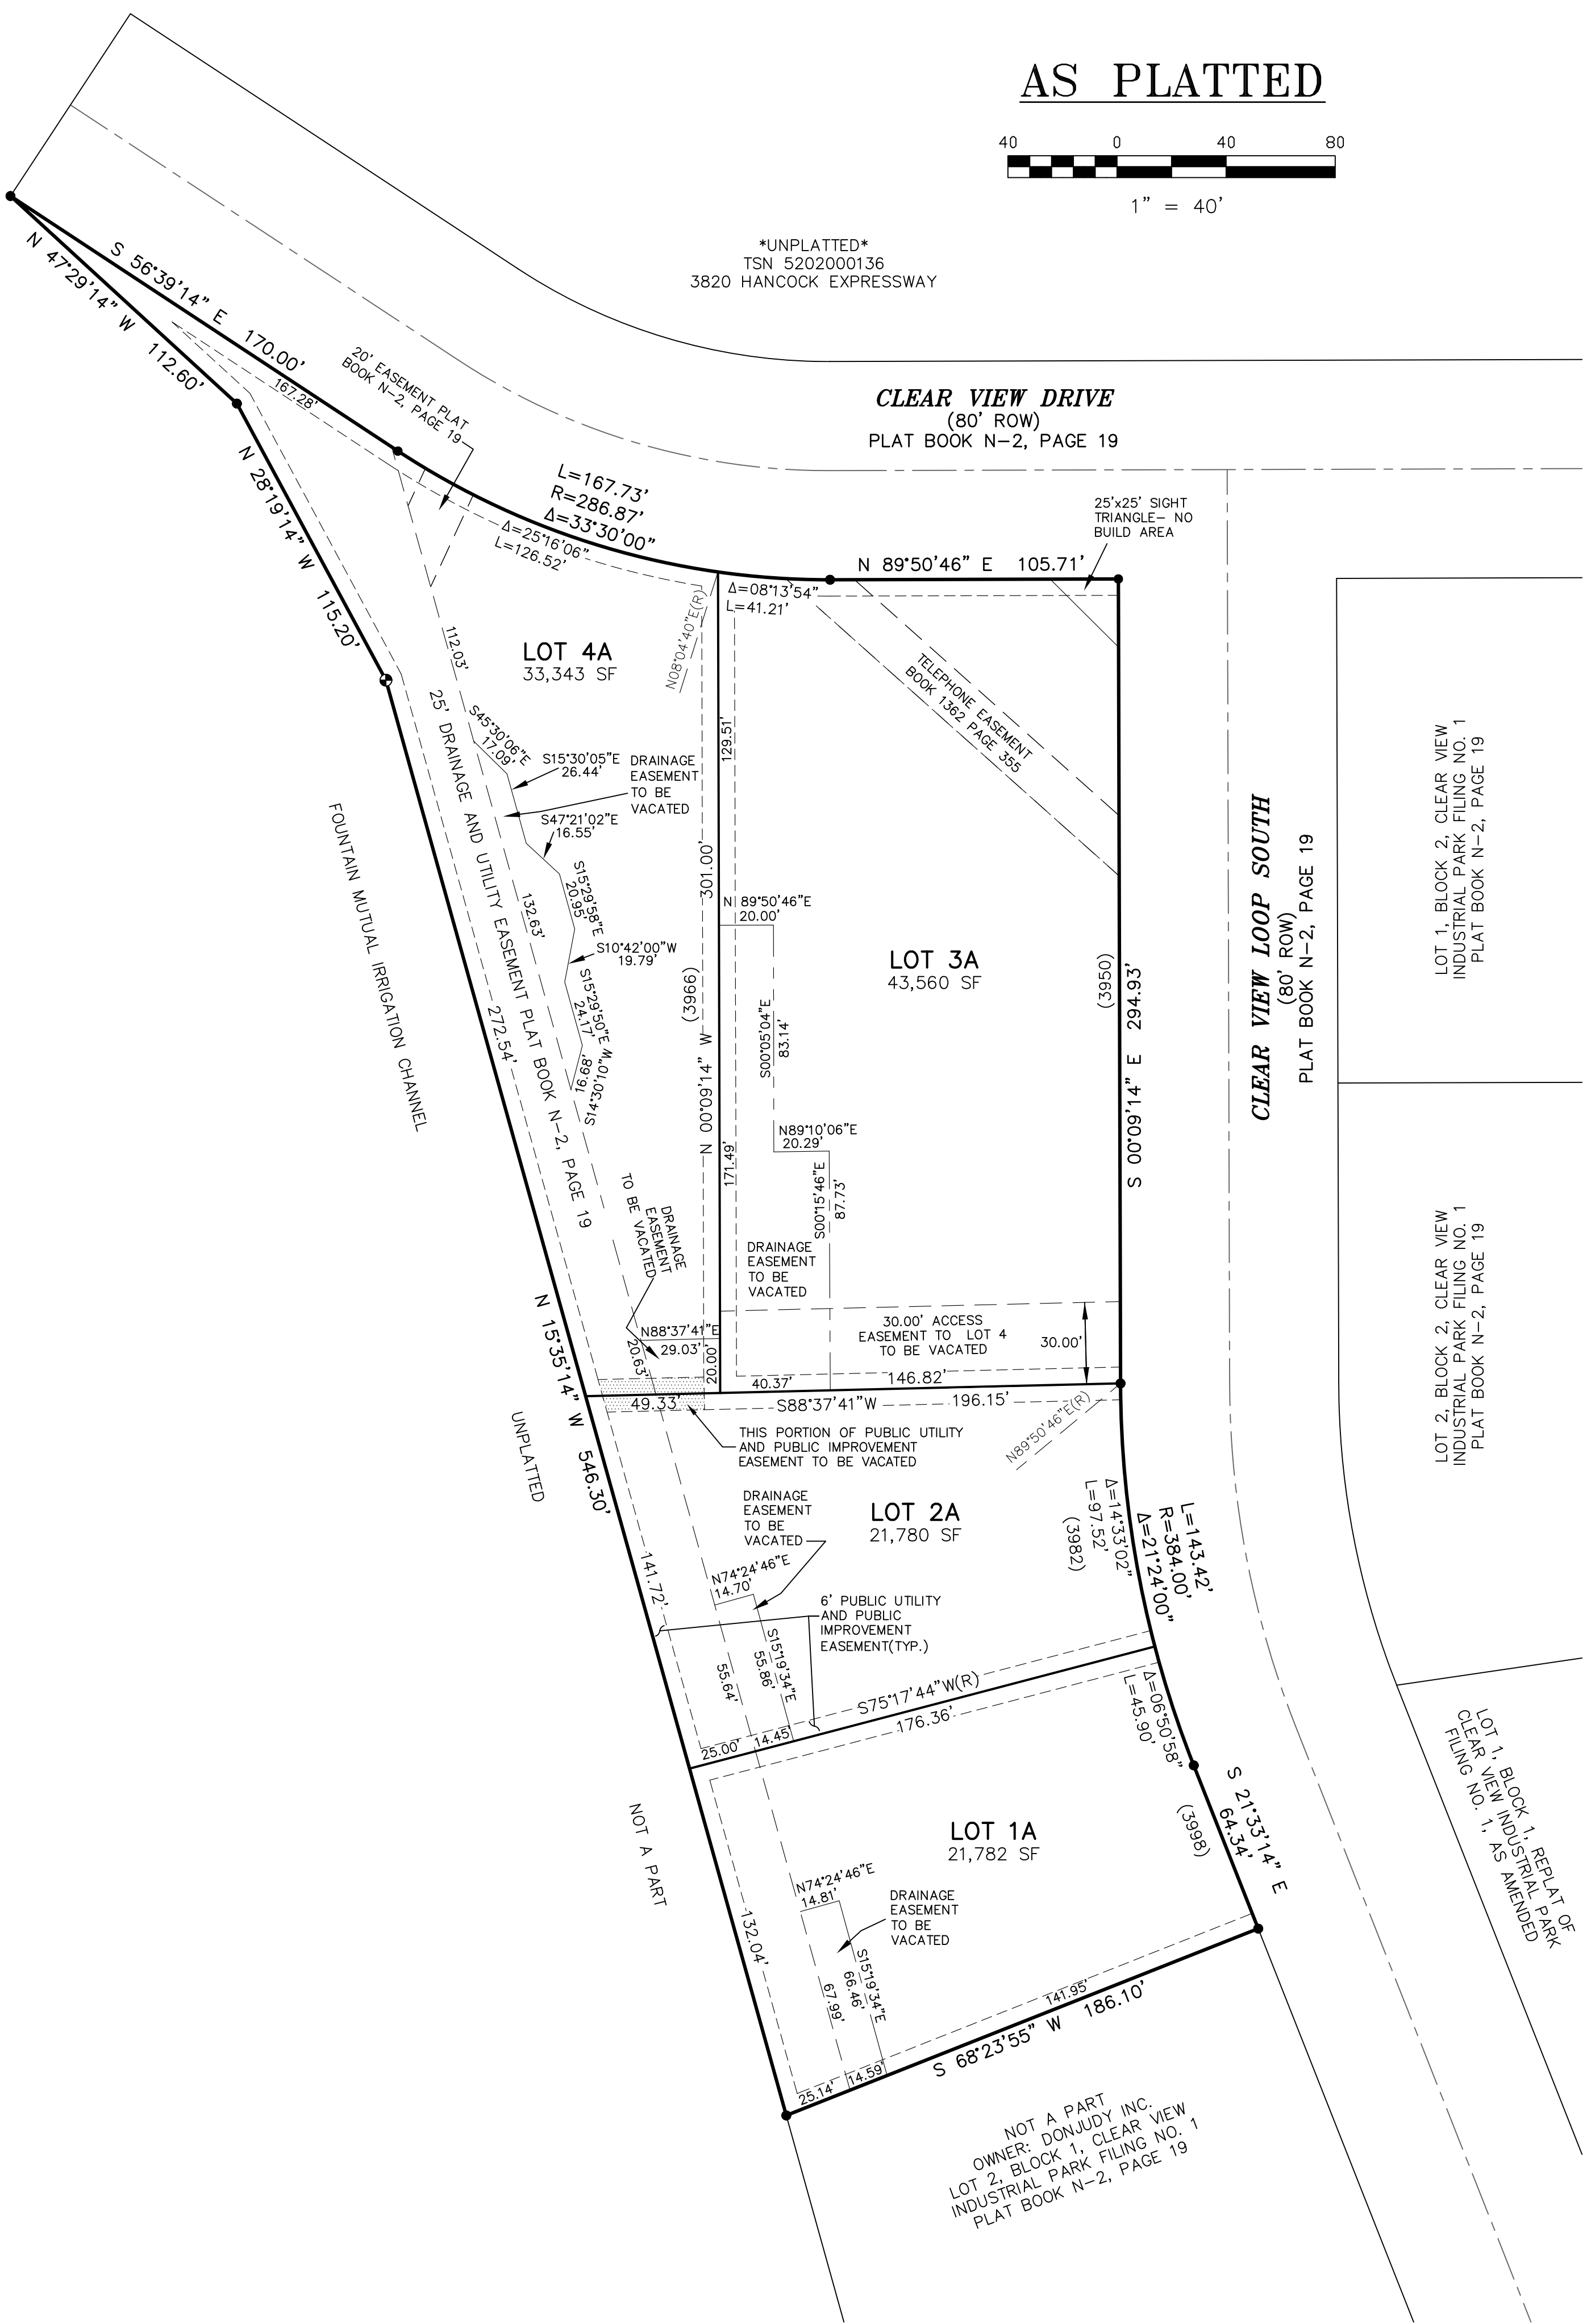 AS PLATTED
40 0 40 80
1" = 40'
*UNPLATTED*
TSN 5202000136
3820 HANCOCK EXPRESSWAY
N 47°29'14" W 112.60'
S 56°39'14" E 170.00'
167.28'
20' EASEMENT PLAT
BOOK N-2, PAGE 19
CLEAR VIEW DRIVE
(80' ROW)
PLAT BOOK N-2, PAGE 19
N 28°19'14" W 115.20'
L=167.73'
R=286.87'
Δ=33°30'00"
Δ=25°16'06"
L=126.52'
25'x25' SIGHT
TRIANGLE- NO
BUILD AREA
N 89°50'46" E 105.71'
Δ=08°13'54"
L=41.21'
N08°04'40"E(R)
LOT 4A
33,343 SF
112.03'
TELEPHONE EASEMENT
BOOK 1362 PAGE 355
129.51'
25' DRAINAGE AND UTILITY EASEMENT PLAT BOOK N-2, PAGE 19
S45°30'06"E
17.09'
S15°30'05"E
26.44'
DRAINAGE
EASEMENT
TO BE
VACATED
S47°21'02"E
16.55'
S15°29'58"E
20.95'
132.63'
S10°42'00"W
19.79'
S15°29'50"E
24.17'
16.68'
S14°30'10"W
FOUNTAIN MUTUAL IRRIGATION CHANNEL
272.54'
N 00°09'14" W 301.00'
(3966)
N 89°50'46"E
20.00'
S00°05'04"E
83.14'
LOT 3A
43,560 SF
(3950)
S 00°09'14" E 294.93'
CLEAR VIEW LOOP SOUTH
(80' ROW)
PLAT BOOK N-2, PAGE 19
LOT 1, BLOCK 2, CLEAR VIEW
INDUSTRIAL PARK FILING NO. 1
PLAT BOOK N-2, PAGE 19
N89°10'06"E
20.29'
171.49'
S00°15'46"E
87.73'
DRAINAGE
EASEMENT
TO BE VACATED
DRAINAGE
EASEMENT
TO BE
VACATED
LOT 2, BLOCK 2, CLEAR VIEW
INDUSTRIAL PARK FILING NO. 1
PLAT BOOK N-2, PAGE 19
30.00' ACCESS
EASEMENT TO LOT 4
TO BE VACATED
30.00'
N88°37'41"E
29.03'
20.63'
20.00'
40.37'
146.82'
49.33'
S88°37'41"W 196.15'
N89°50'46"E(R)
N 15°35'14" W 546.30'
UNPLATTED
THIS PORTION OF PUBLIC UTILITY
AND PUBLIC IMPROVEMENT
EASEMENT TO BE VACATED
LOT 2A
21,780 SF
DRAINAGE
EASEMENT
TO BE
VACATED
Δ=14°33'02"
L=97.52'
(3982)
L=143.42'
R=384.00'
Δ=21°24'00"
141.72'
N74°24'46"E
14.70'
6' PUBLIC UTILITY
AND PUBLIC
IMPROVEMENT
EASEMENT(TYP.)
S15°19'34"E
55.86'
55.64'
S75°17'44"W(R)
176.36'
25.00'
14.45'
Δ=06°50'58"
L=45.90'
S 21°33'14" E
64.34'
(3998)
LOT 1, BLOCK 1, REPLAT OF
CLEAR VIEW INDUSTRIAL PARK
FILING NO. 1, AS AMENDED
NOT A PART
LOT 1A
21,782 SF
132.04'
N74°24'46"E
14.81'
DRAINAGE
EASEMENT
TO BE
VACATED
S15°19'34"E
66.46'
67.99'
141.95'
S 68°23'55" W 186.10'
25.14'
14.59'
NOT A PART
OWNER: DONJUDY INC.
LOT 2, BLOCK 1, CLEAR VIEW
INDUSTRIAL PARK FILING NO. 1
PLAT BOOK N-2, PAGE 19